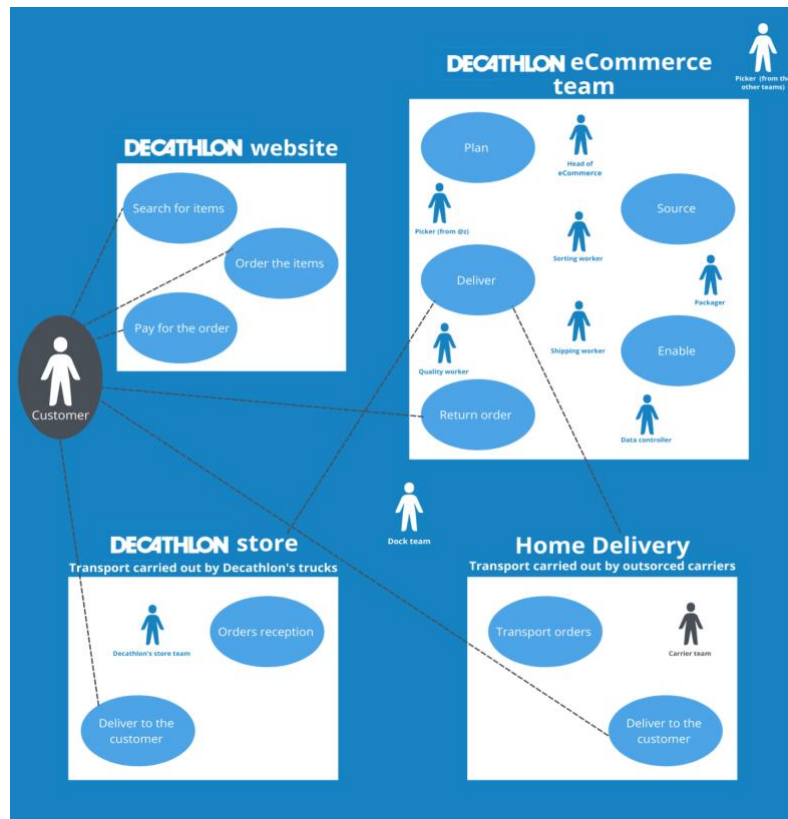 DECATHLON eCommerce
team
Picker (from the
other teams)
DECATHLON website
Search for items
Order the items
Pay for the order
Plan
Head of
eCommerce
Source
Picker (from @z)
Sorting worker
Deliver
Packager
Shipping worker
Quality worker
Enable
Return order
Data controller
Customer
Dock team
DECATHLON store
Transport carried out by Decathlon's trucks
Decathlon's store team
Orders reception
Deliver to the
customer
Home Delivery
Transport carried out by outsorced carriers
Transport orders
Carrier team
Deliver to the
customer